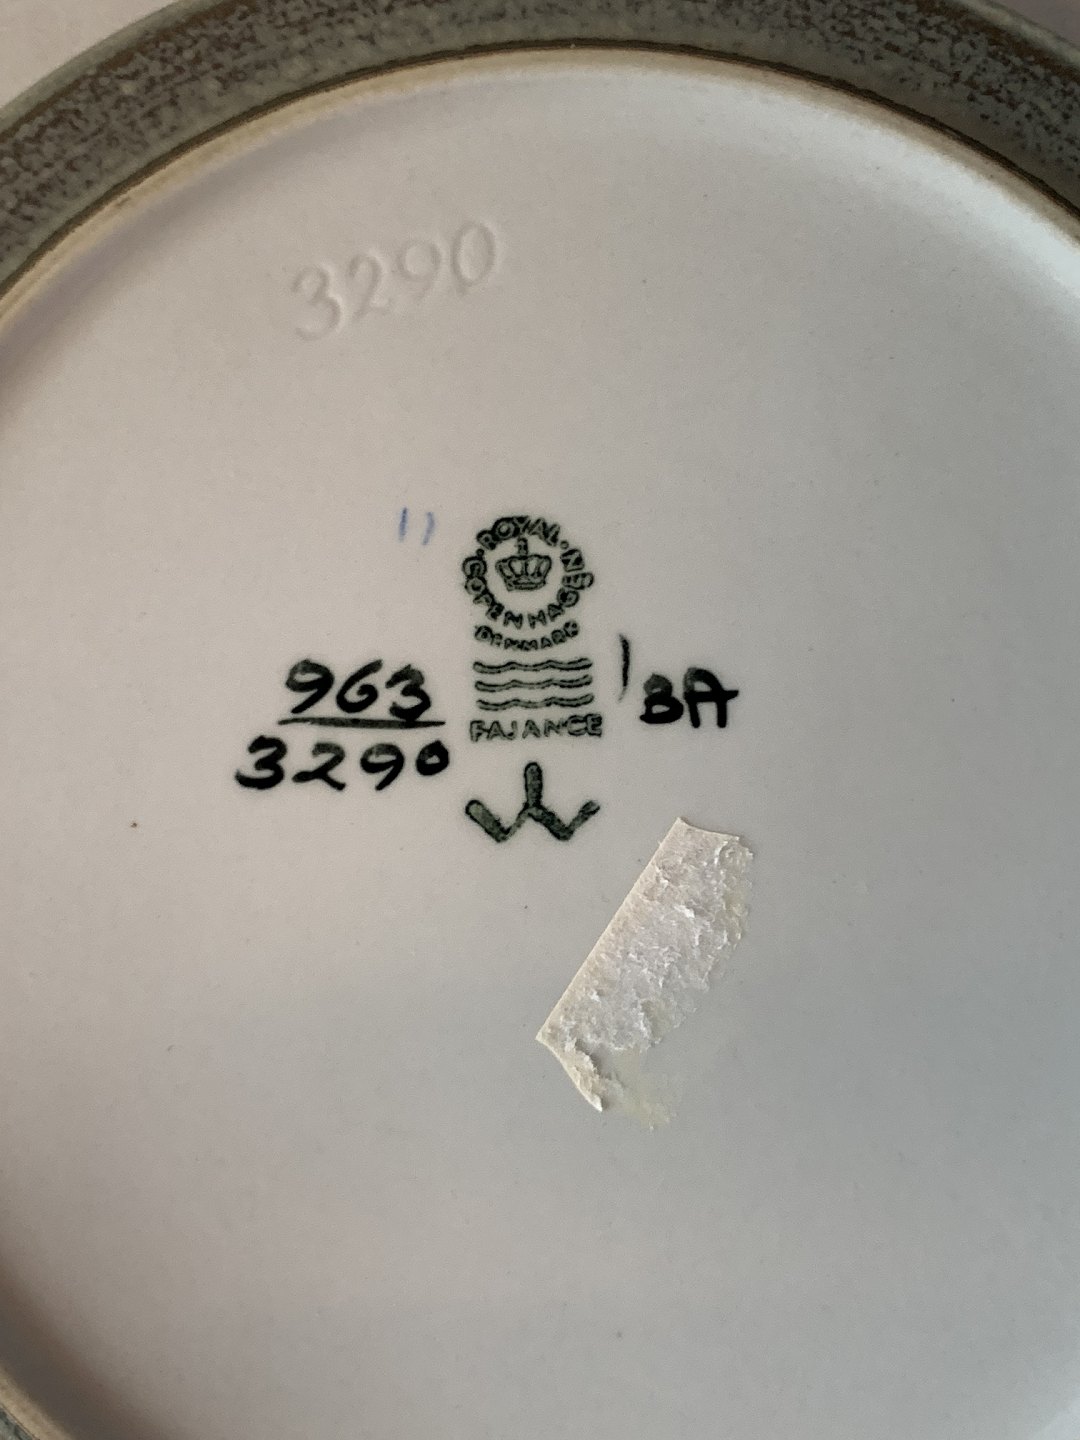 3290
ROYAL
COPENHAGEN
DENMARK
963
3290
FAJANCE
BA